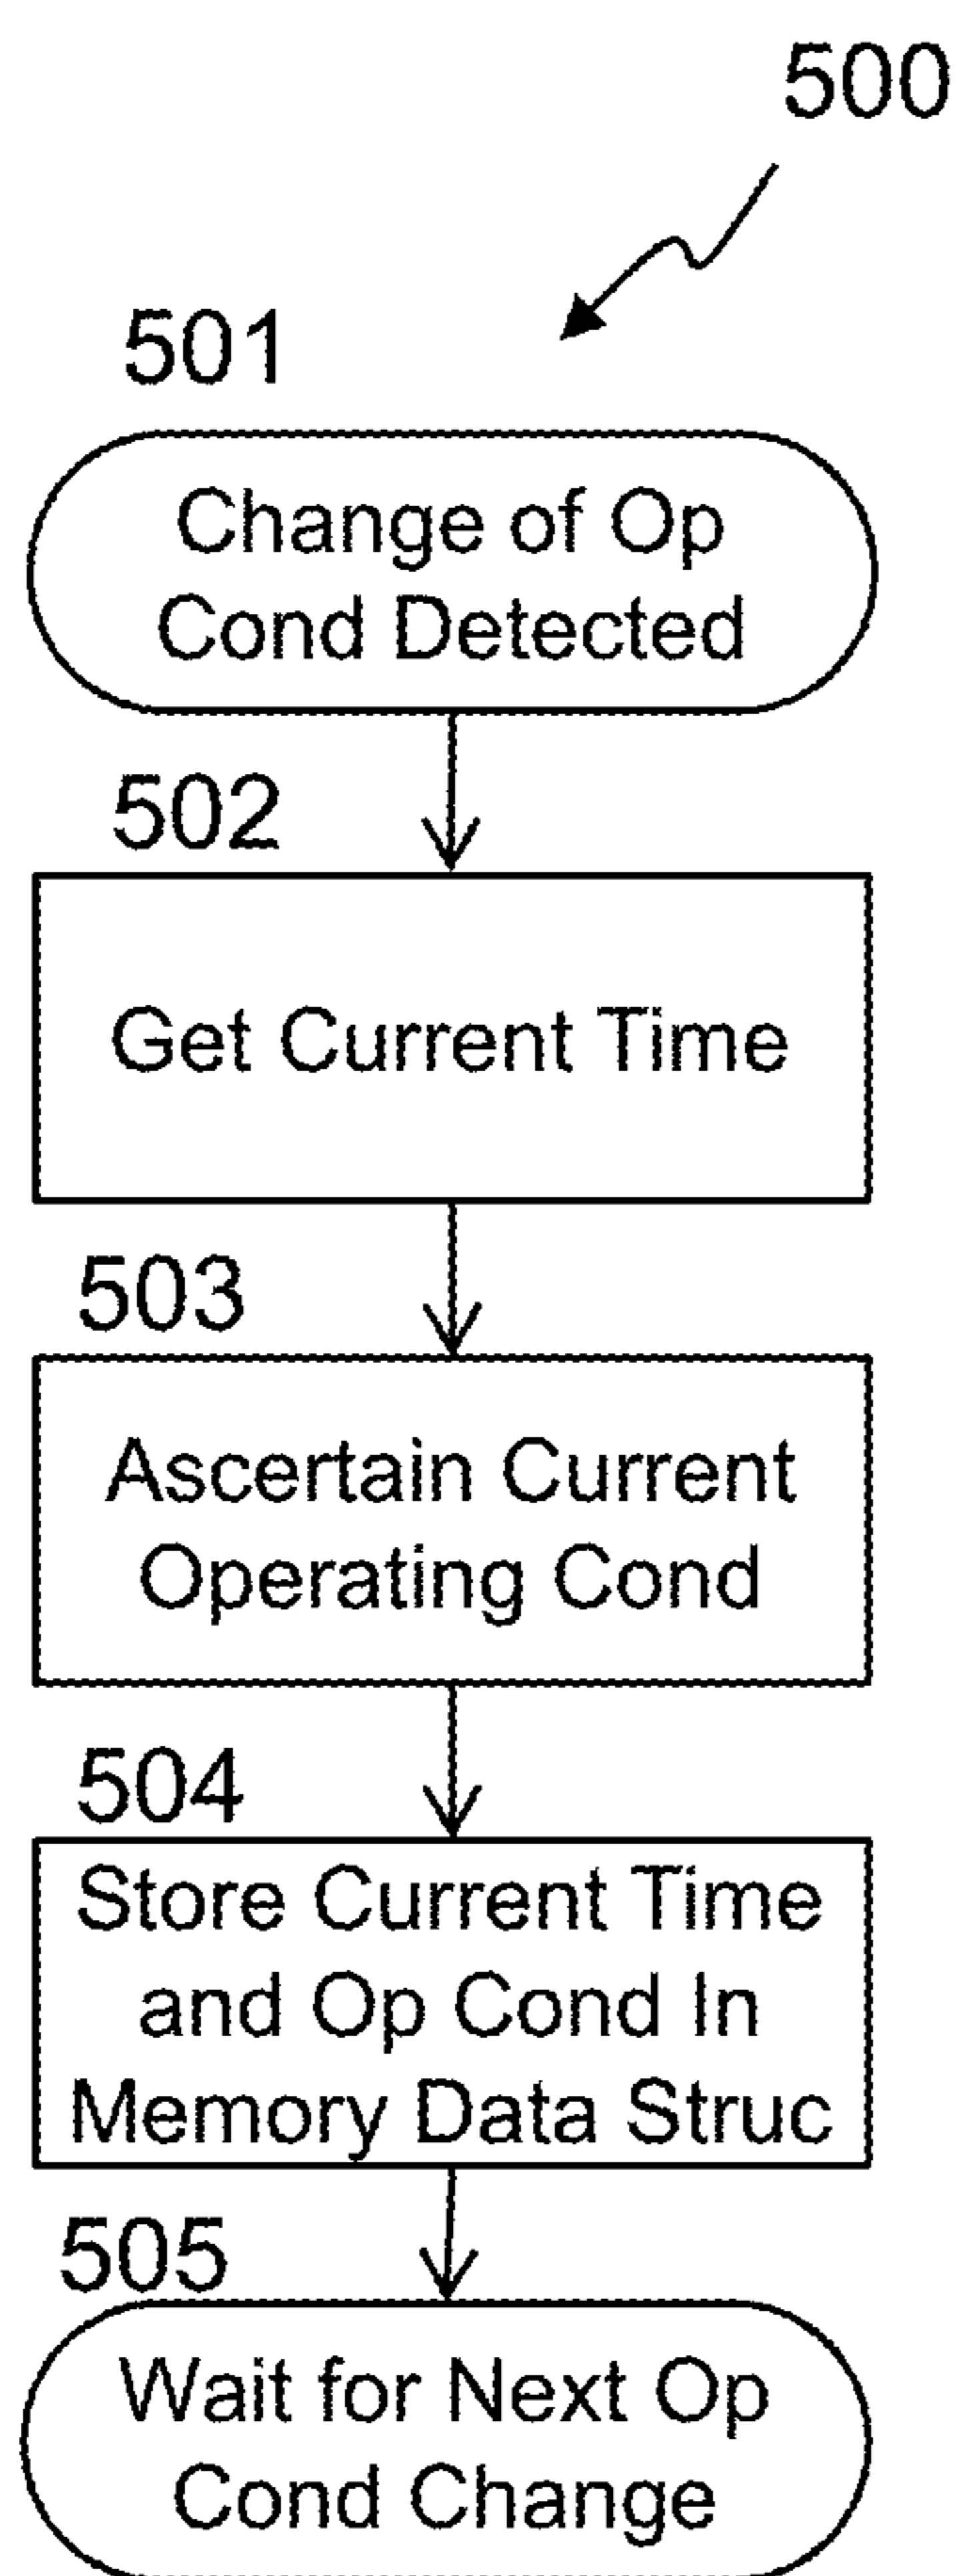 500
501
Change of Op
Cond Detected
502
Get Current Time
503
Ascertain Current
Operating Cond
504
Store Current Time
and Op Cond In
Memory Data Struc
505
Wait for Next Op
Cond Change